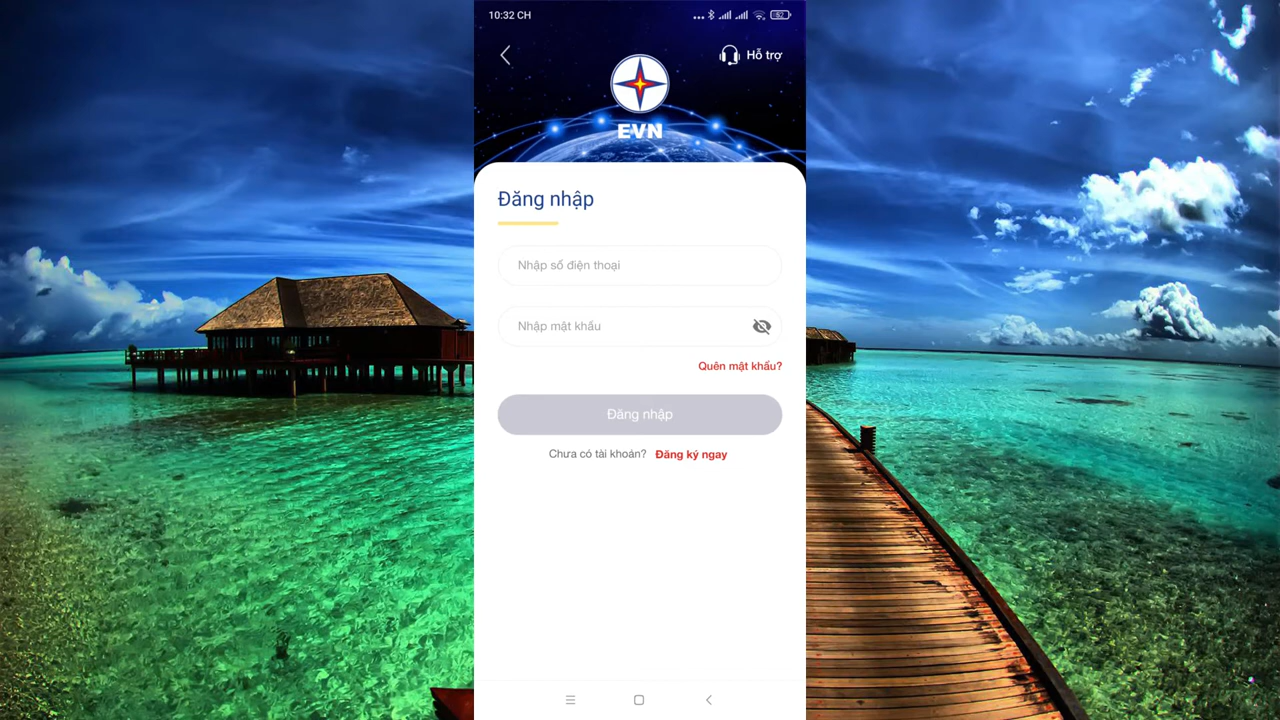 10:32 CH
52
Hỗ trợ
EVN
Đăng nhập
Nhập số điện thoại
Nhập mật khẩu
Quên mật khẩu?
Đăng nhập
Chưa có tài khoản? Đăng ký ngay